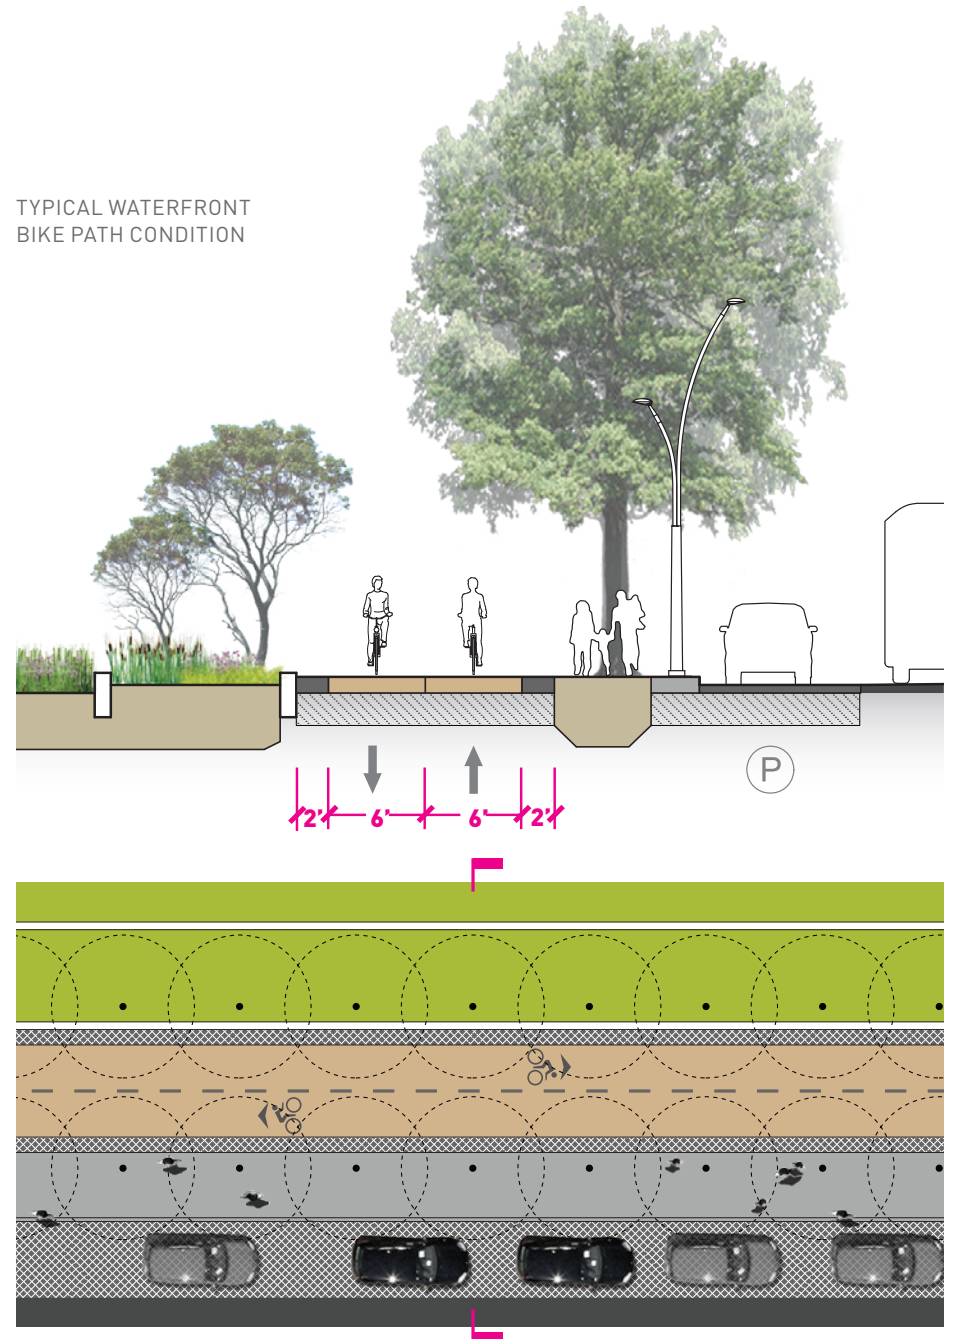 TYPICAL WATERFRONT
BIKE PATH CONDITION
P
2' 6' 6' 2'